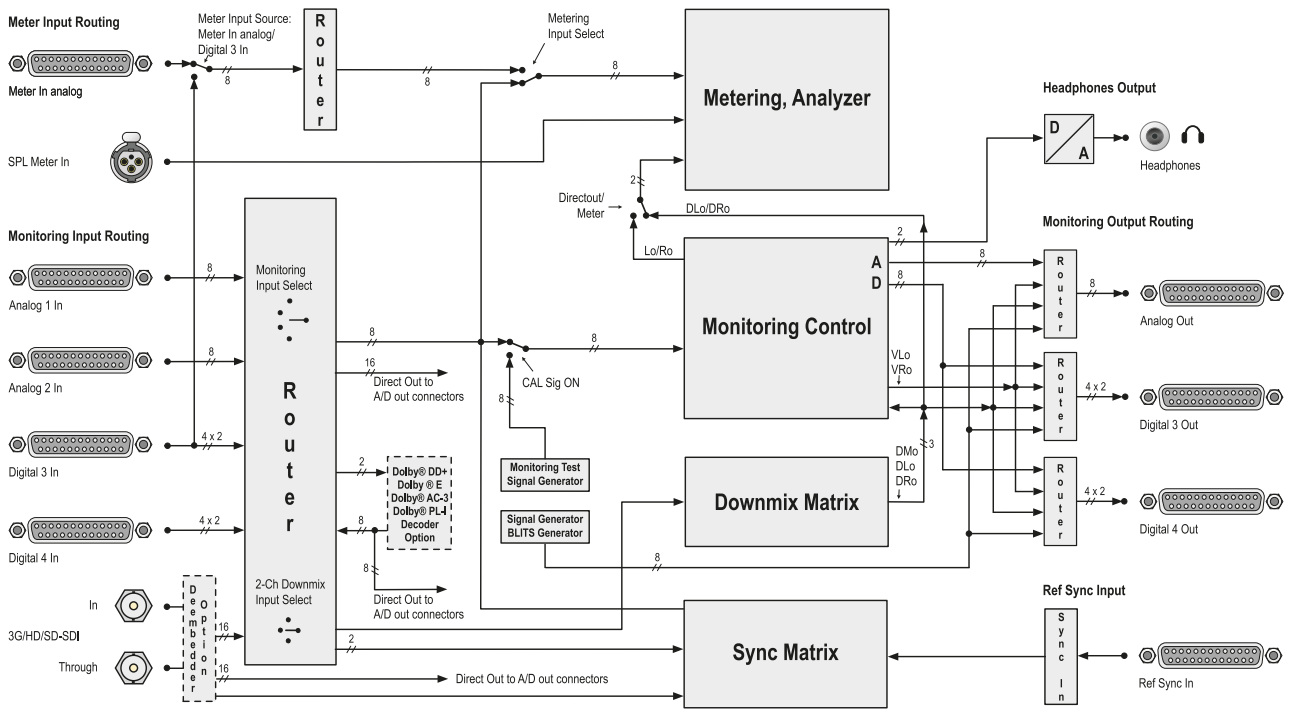 Meter Input Routing
Meter In analog
Meter Input Source:
Meter In analog/
Digital 3 In
8
Router
8
Metering
Input Select
8
Metering, Analyzer
SPL Meter In
2
Directout/
Meter
DLo/DRo
Lo/Ro
Headphones Output
D
A
Headphones
Monitoring Input Routing
8
Analog 1 In
8
Analog 2 In
4 x 2
Digital 3 In
4 x 2
Digital 4 In
In
3G/HD/SD-SDI
Through
Deembedder
Option
16
16
Direct Out to A/D out connectors
Monitoring
Input Select
Router
2-Ch Downmix
Input Select
8
16
Direct Out to
A/D out connectors
2
8
Dolby® DD+
Dolby ® E
Dolby® AC-3
Dolby® PL-I
Decoder
Option
8
Direct Out to
A/D out connectors
2
CAL Sig ON
8
8
Monitoring Test
Signal Generator
Signal Generator
BLITS Generator
8
Monitoring Control
A
D
2
8
8
VLo
VRo
3
DMo
DLo
DRo
Downmix Matrix
Sync Matrix
Monitoring Output Routing
Router
8
Analog Out
Router
4 x 2
Digital 3 Out
Router
4 x 2
Digital 4 Out
Ref Sync Input
Sync In
Ref Sync In